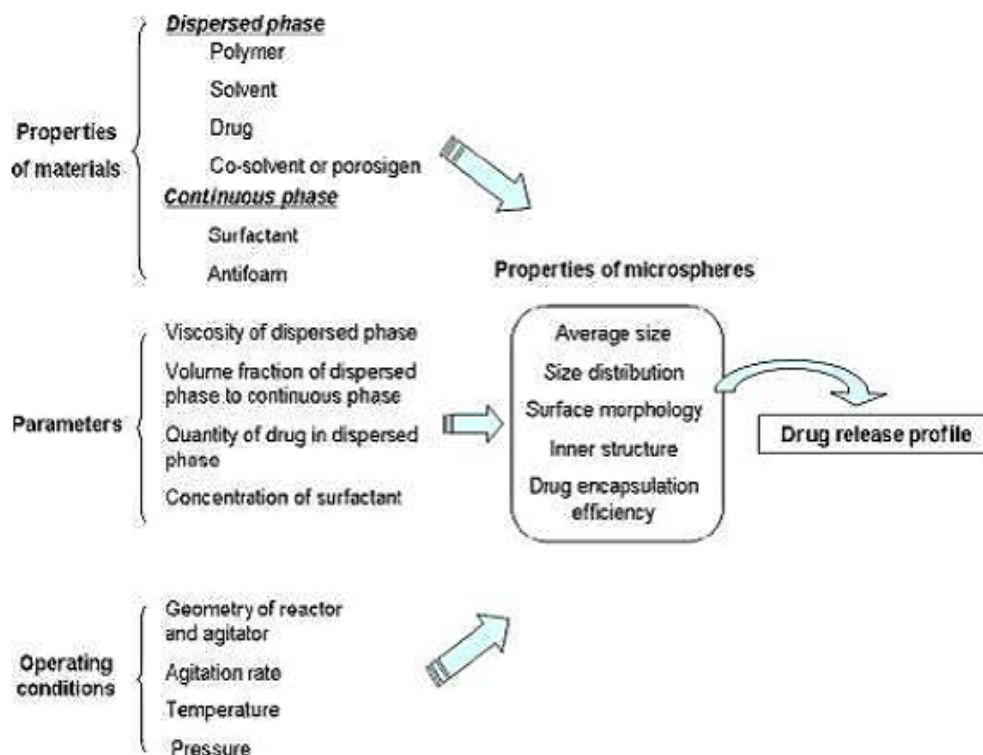 Dispersed phase
Polymer
Solvent
Drug
Co-solvent or porosigen
Properties
of materials
Continuous phase
Surfactant
Antifoam
Properties of microspheres
Viscosity of dispersed phase
Volume fraction of dispersed
phase to continuous phase
Parameters
Quantity of drug in dispersed
phase
Concentration of surfactant
Average size
Size distribution
Surface morphology
Inner structure
Drug encapsulation
efficiency
Drug release profile
Geometry of reactor
and agitator
Operating
conditions
Agitation rate
Temperature
Pressure